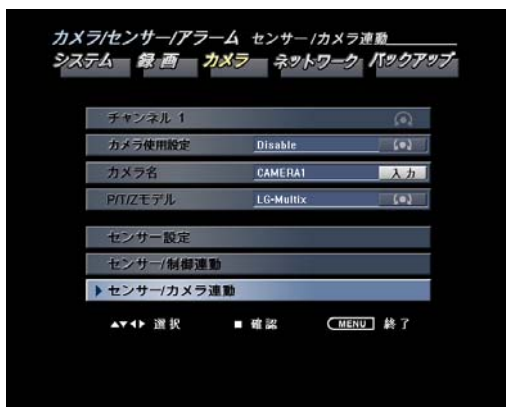 カメラ/センサー/アラーム センサー/カメラ連動
システム 録画 カメラ ネットワーク バックアップ
チャンネル 1
カメラ使用設定 Disable
カメラ名 CAMERA1 入力
P/T/Zモデル LG-Multix
センサー設定
センサー/制御連動
センサー/カメラ連動
▲▼◀▶ 選択 ■ 確認 MENU 終了